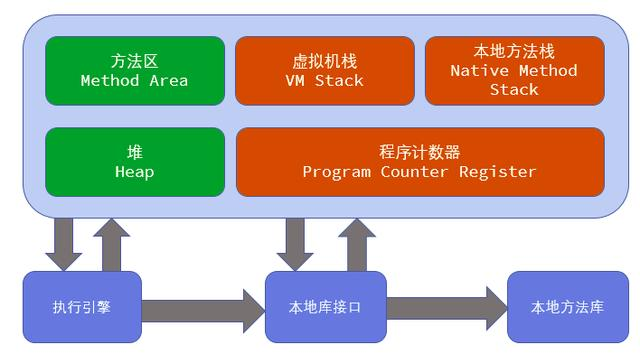 方法区
Method Area
虚拟机栈
VM Stack
本地方法栈
Native Method
Stack
堆
Heap
程序计数器
Program Counter Register
执行引擎
本地库接口
本地方法库